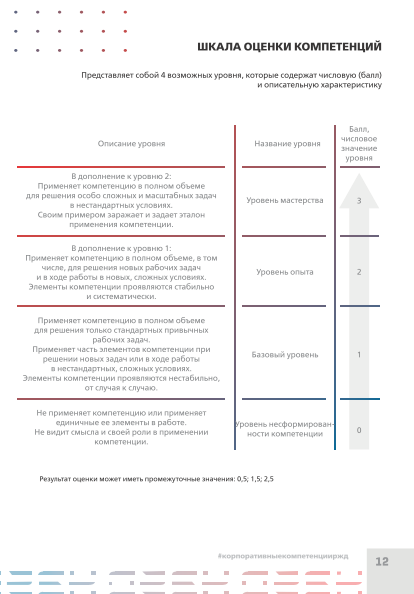 ШКАЛА ОЦЕНКИ КОМПЕТЕНЦИЙ
Представляет собой 4 возможных уровня, которые содержат числовую (балл)
и описательную характеристику
Описание уровня
Название уровня
Балл,
числовое
значение
уровня
В дополнение к уровню 2:
Применяет компетенцию в полном объеме
для решения особо сложных и масштабных задач
в нестандартных условиях.
Своим примером заражает и задает эталон
применения компетенции.
Уровень мастерства
3
В дополнение к уровню 1:
Применяет компетенцию в полном объеме, в том
числе, для решения новых рабочих задач
и в ходе работы в новых, сложных условиях.
Элементы компетенции проявляются стабильно
и систематически.
Уровень опыта
2
Применяет компетенцию в полном объеме
для решения только стандартных привычных
рабочих задач.
Применяет часть элементов компетенции при
решении новых задач или в ходе работы
в нестандартных, сложных условиях.
Элементы компетенции проявляются нестабильно,
от случая к случаю.
Базовый уровень
1
Не применяет компетенцию или применяет
единичные ее элементы в работе.
Не видит смысла и своей роли в применении
компетенции.
Уровень несформирован-
ности компетенции
0
Результат оценки может иметь промежуточные значения: 0,5; 1,5; 2,5
#корпоративныекомпетенцииржд
12